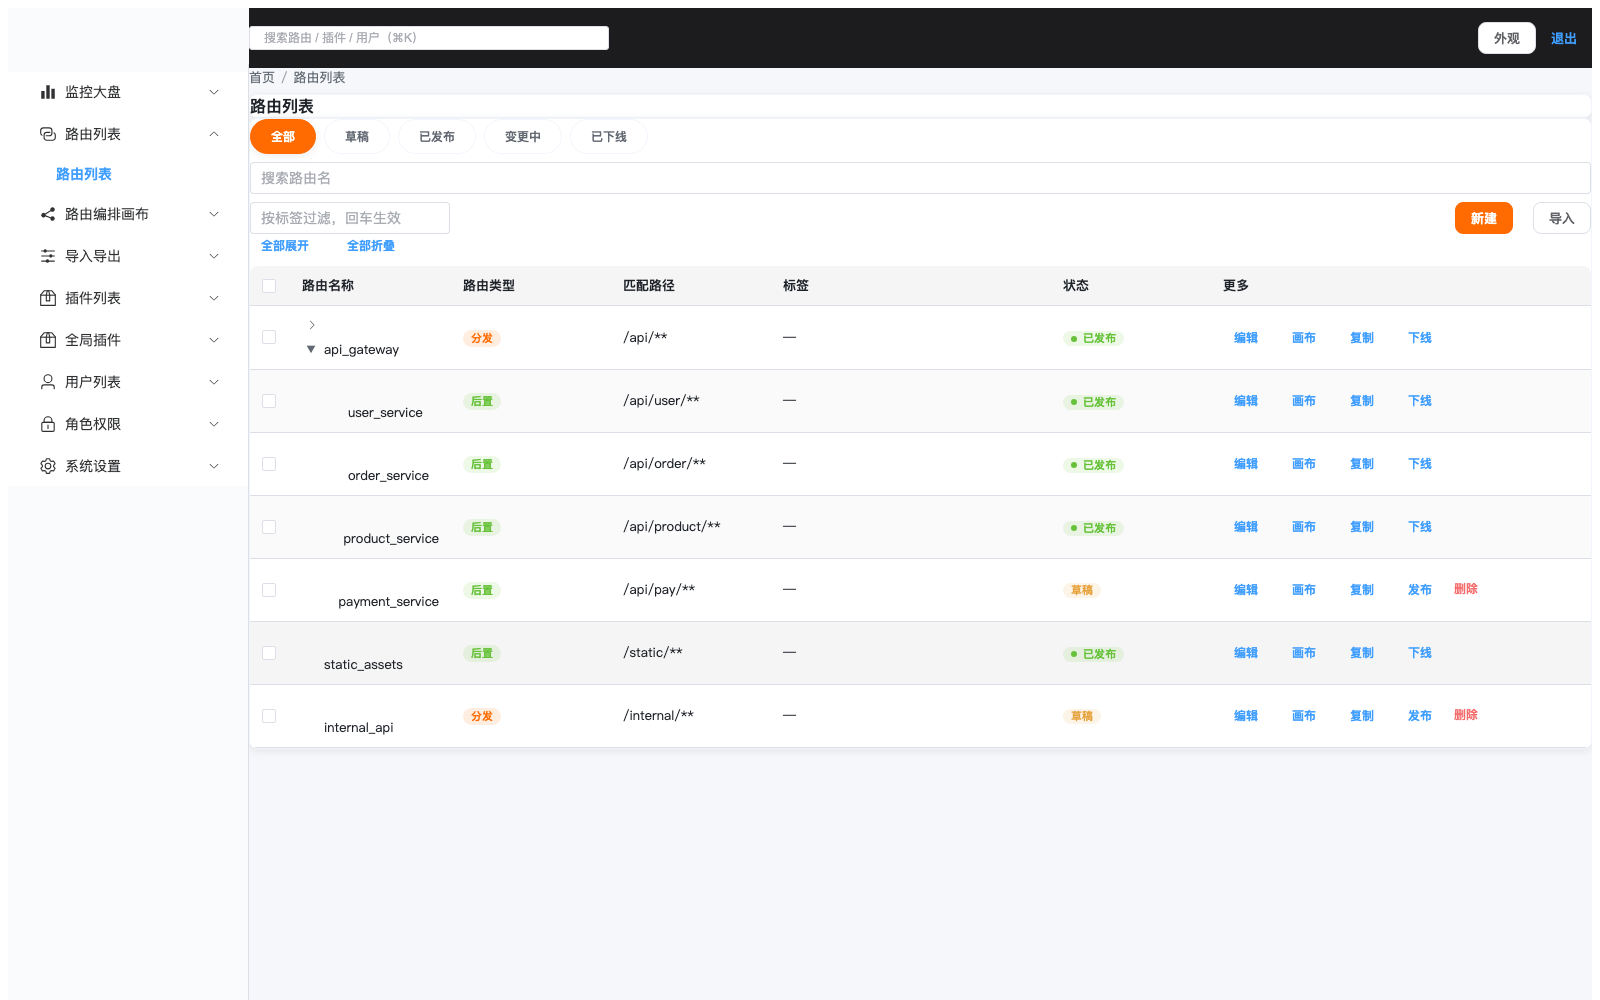 搜索路由 / 插件 / 用户（⌘K）
外观
退出
监控大盘
路由列表
路由列表
路由编排画布
导入导出
插件列表
全局插件
用户列表
角色权限
系统设置
首页 / 路由列表
路由列表
全部 草稿 已发布 变更中 已下线
搜索路由名
按标签过滤，回车生效
新建 导入
全部展开 全部折叠
路由名称 路由类型 匹配路径 标签 状态 更多
api_gateway 分发 /api/** — 已发布 编辑 画布 复制 下线
user_service 后置 /api/user/** — 已发布 编辑 画布 复制 下线
order_service 后置 /api/order/** — 已发布 编辑 画布 复制 下线
product_service 后置 /api/product/** — 已发布 编辑 画布 复制 下线
payment_service 后置 /api/pay/** — 草稿 编辑 画布 复制 发布 删除
static_assets 后置 /static/** — 已发布 编辑 画布 复制 下线
internal_api 分发 /internal/** — 草稿 编辑 画布 复制 发布 删除